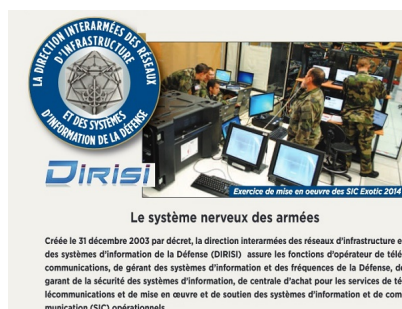 LA DIRECTION INTERARMÉES DES RÉSEAUX
D'INFRASTRUCTURE
ET DES SYSTÈMES
D'INFORMATION DE LA DÉFENSE
DIRISI
Exercice de mise en oeuvre des SIC Exotic 2014
Le système nerveux des armées
Créée le 31 décembre 2003 par décret, la direction interarmées des réseaux d'infrastructure e
des systèmes d'information de la Défense (DIRISI) assure les fonctions d'opérateur de télé
communications, de gérant des systèmes d'information et des fréquences de la Défense, d
garant de la sécurité des systèmes d'information, de centrale d'achat pour les services de té
lécommunications et de mise en œuvre et de soutien des systèmes d'information et de com
munication (SIC) opérationnels